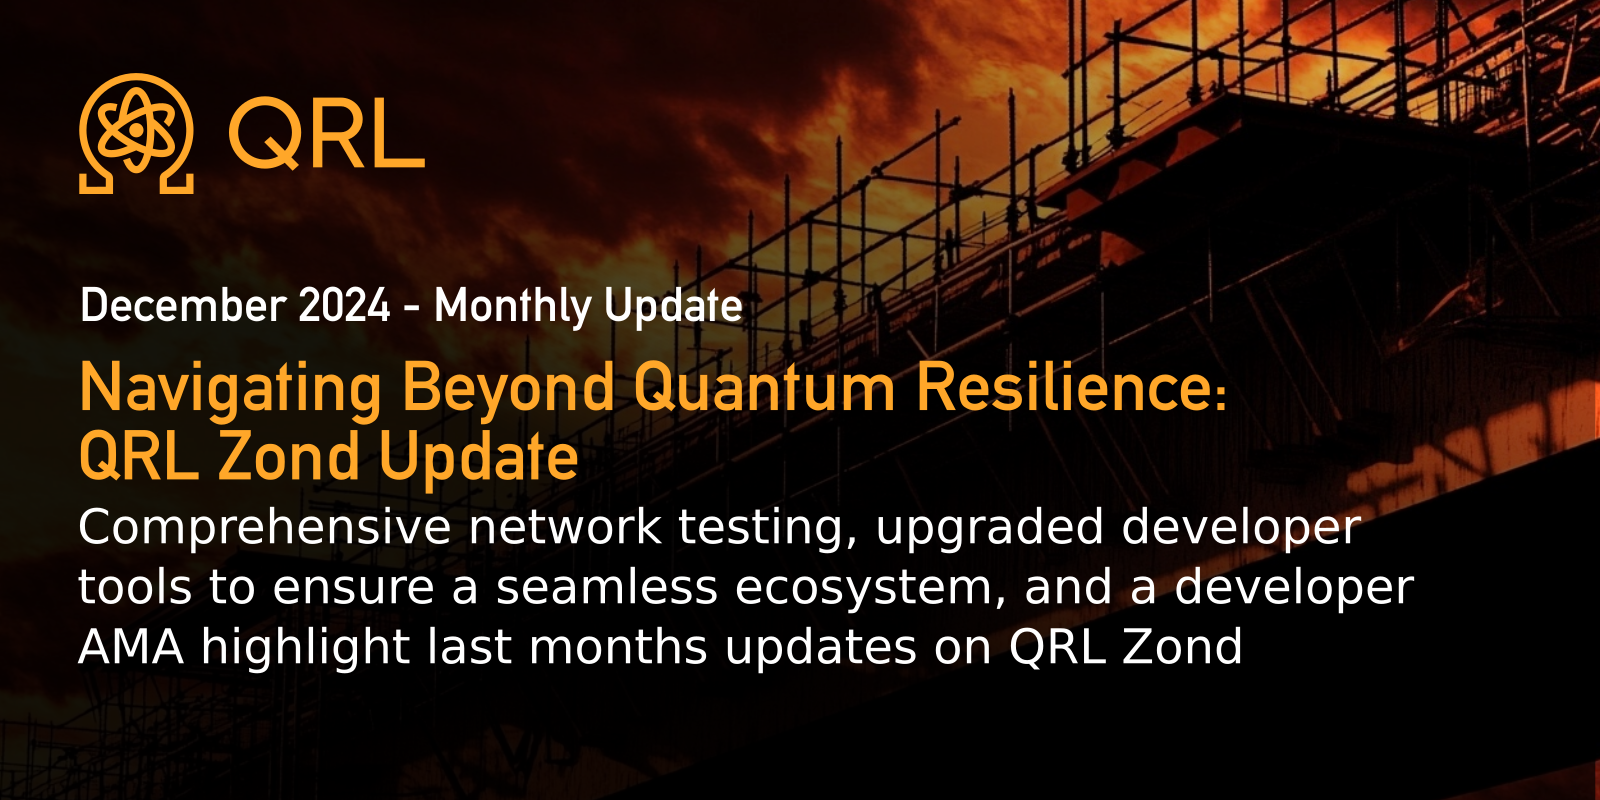 QRL
December 2024 - Monthly Update
Navigating Beyond Quantum Resilience:
QRL Zond Update
Comprehensive network testing, upgraded developer
tools to ensure a seamless ecosystem, and a developer
AMA highlight last months updates on QRL Zond